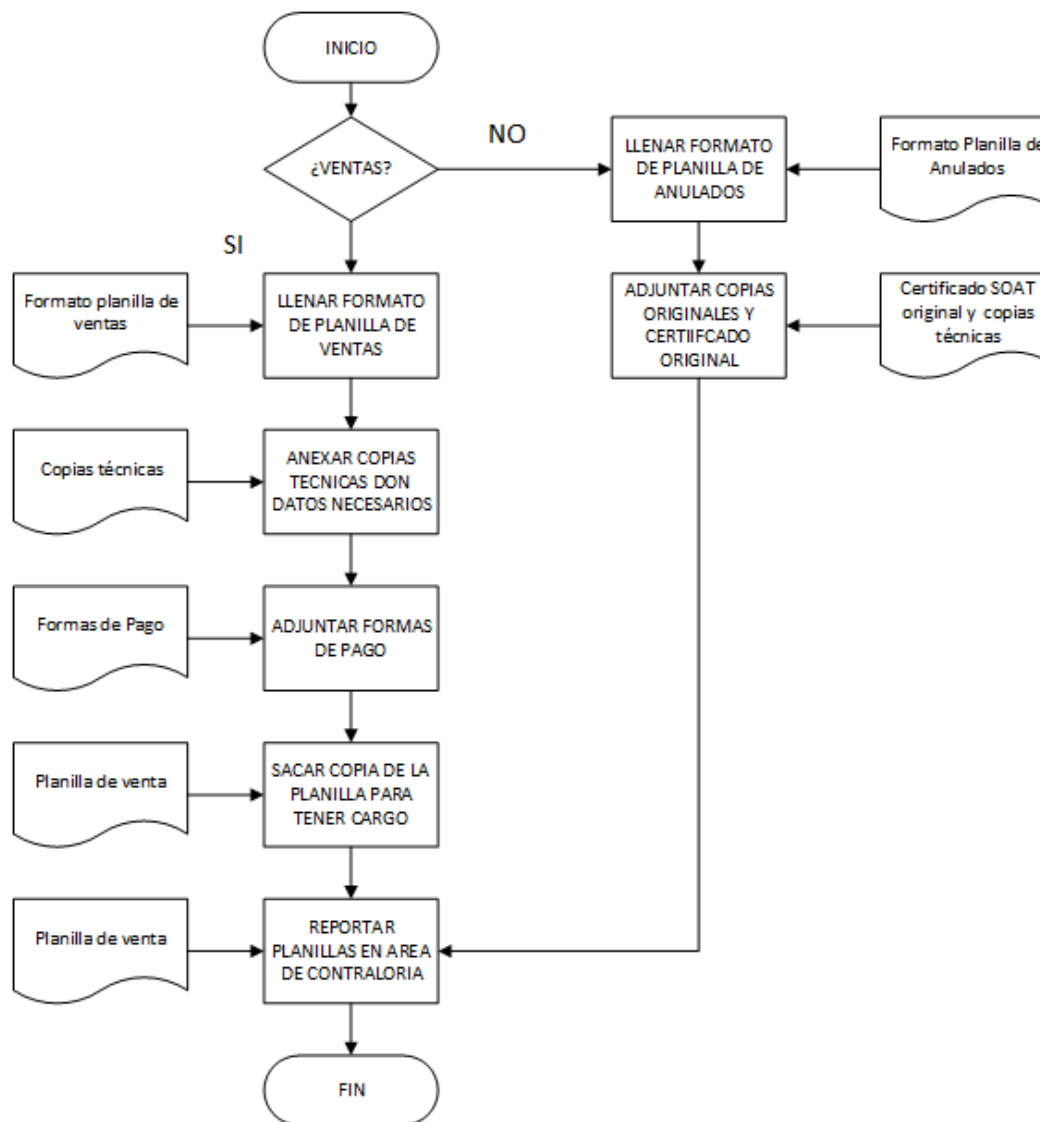 INICIO
¿VENTAS?
NO
LLENAR FORMATO
DE PLANILLA DE
ANULADOS
Formato Planilla de
Anulados
SI
Formato planilla de
ventas
LLENAR FORMATO
DE PLANILLA DE
VENTAS
ADJUNTAR COPIAS
ORIGINALES Y
CERTIIFCADO
ORIGINAL
Certificado SOAT
original y copias
técnicas
Copias técnicas
ANEXAR COPIAS
TECNICAS DON
DATOS NECESARIOS
Formas de Pago
ADJUNTAR FORMAS
DE PAGO
Planilla de venta
SACAR COPIA DE LA
PLANILLA PARA
TENER CARGO
Planilla de venta
REPORTAR
PLANILLAS EN AREA
DE CONTRALORIA
FIN